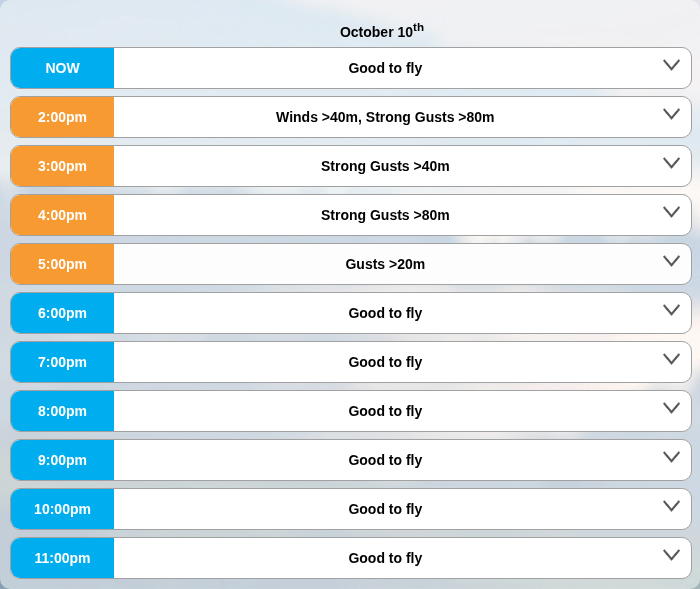 October 10th
NOW Good to fly
2:00pm Winds >40m, Strong Gusts >80m
3:00pm Strong Gusts >40m
4:00pm Strong Gusts >80m
5:00pm Gusts >20m
6:00pm Good to fly
7:00pm Good to fly
8:00pm Good to fly
9:00pm Good to fly
10:00pm Good to fly
11:00pm Good to fly